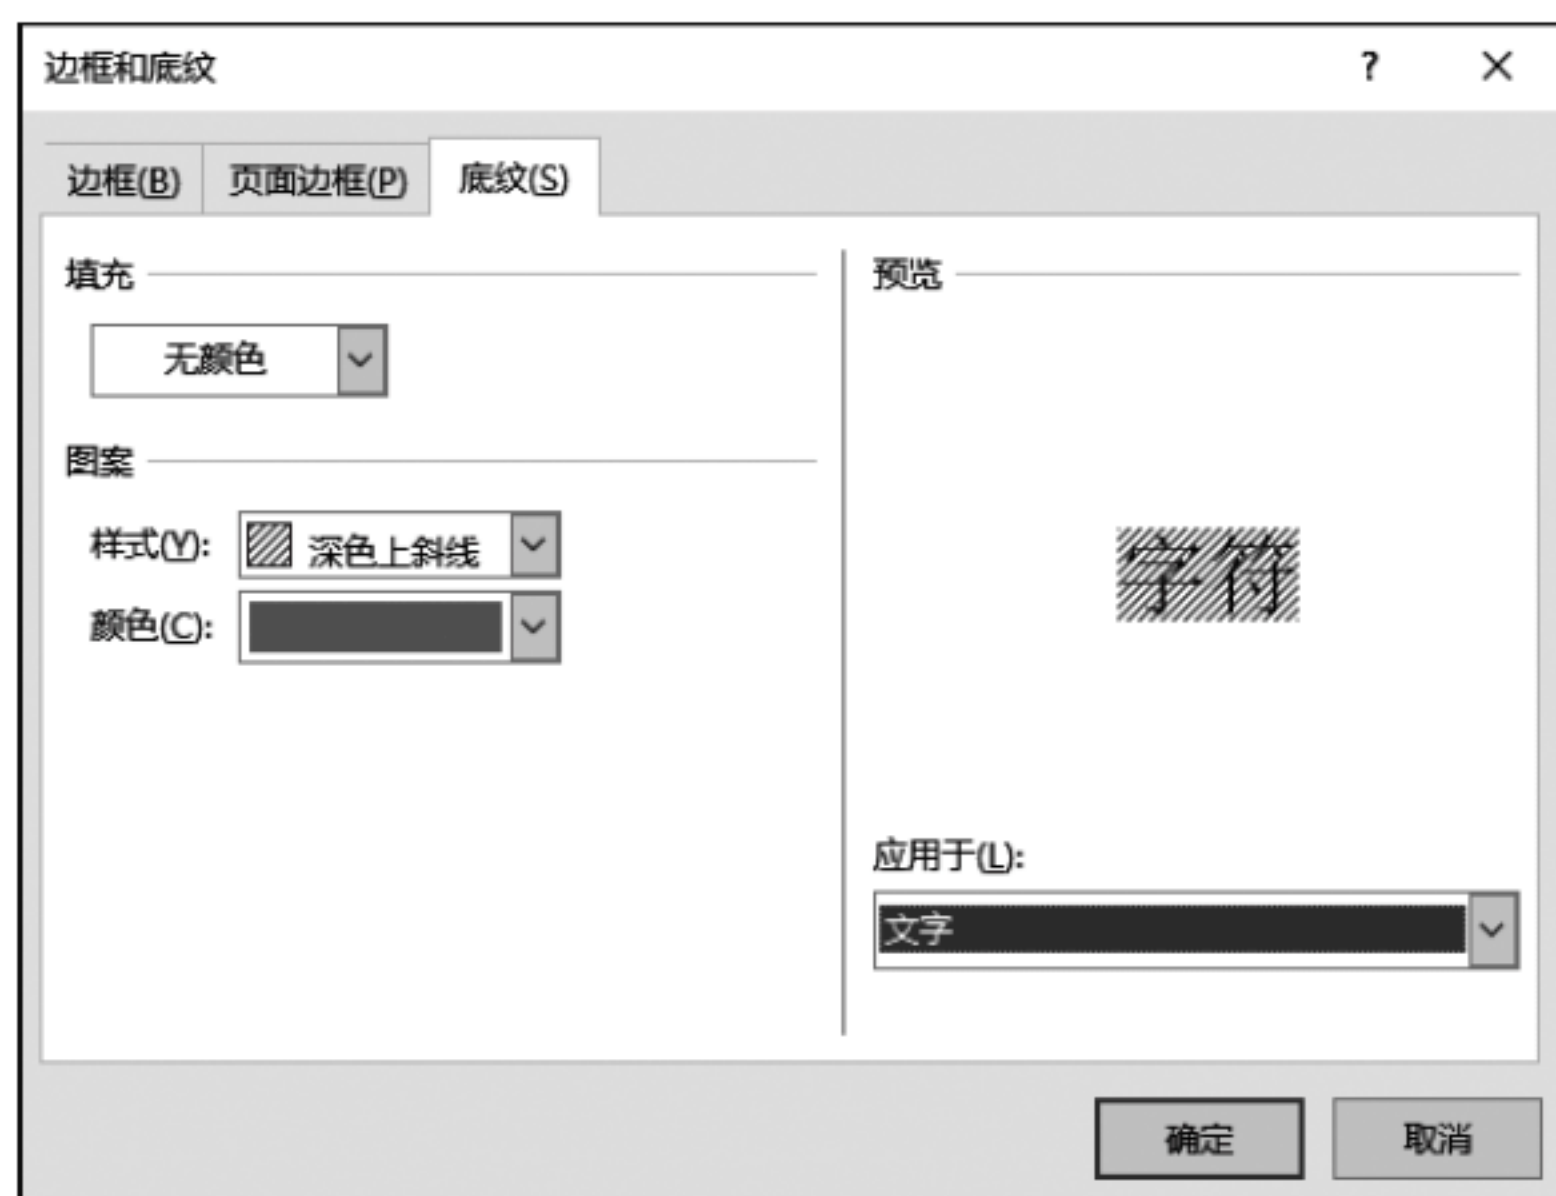 边框和底纹 ? ×
边框(B) 页面边框(P) 底纹(S)
填充
无颜色
图案
样式(Y): 深色上斜线
颜色(C):
预览
字符
应用于(L):
文字
确定 取消